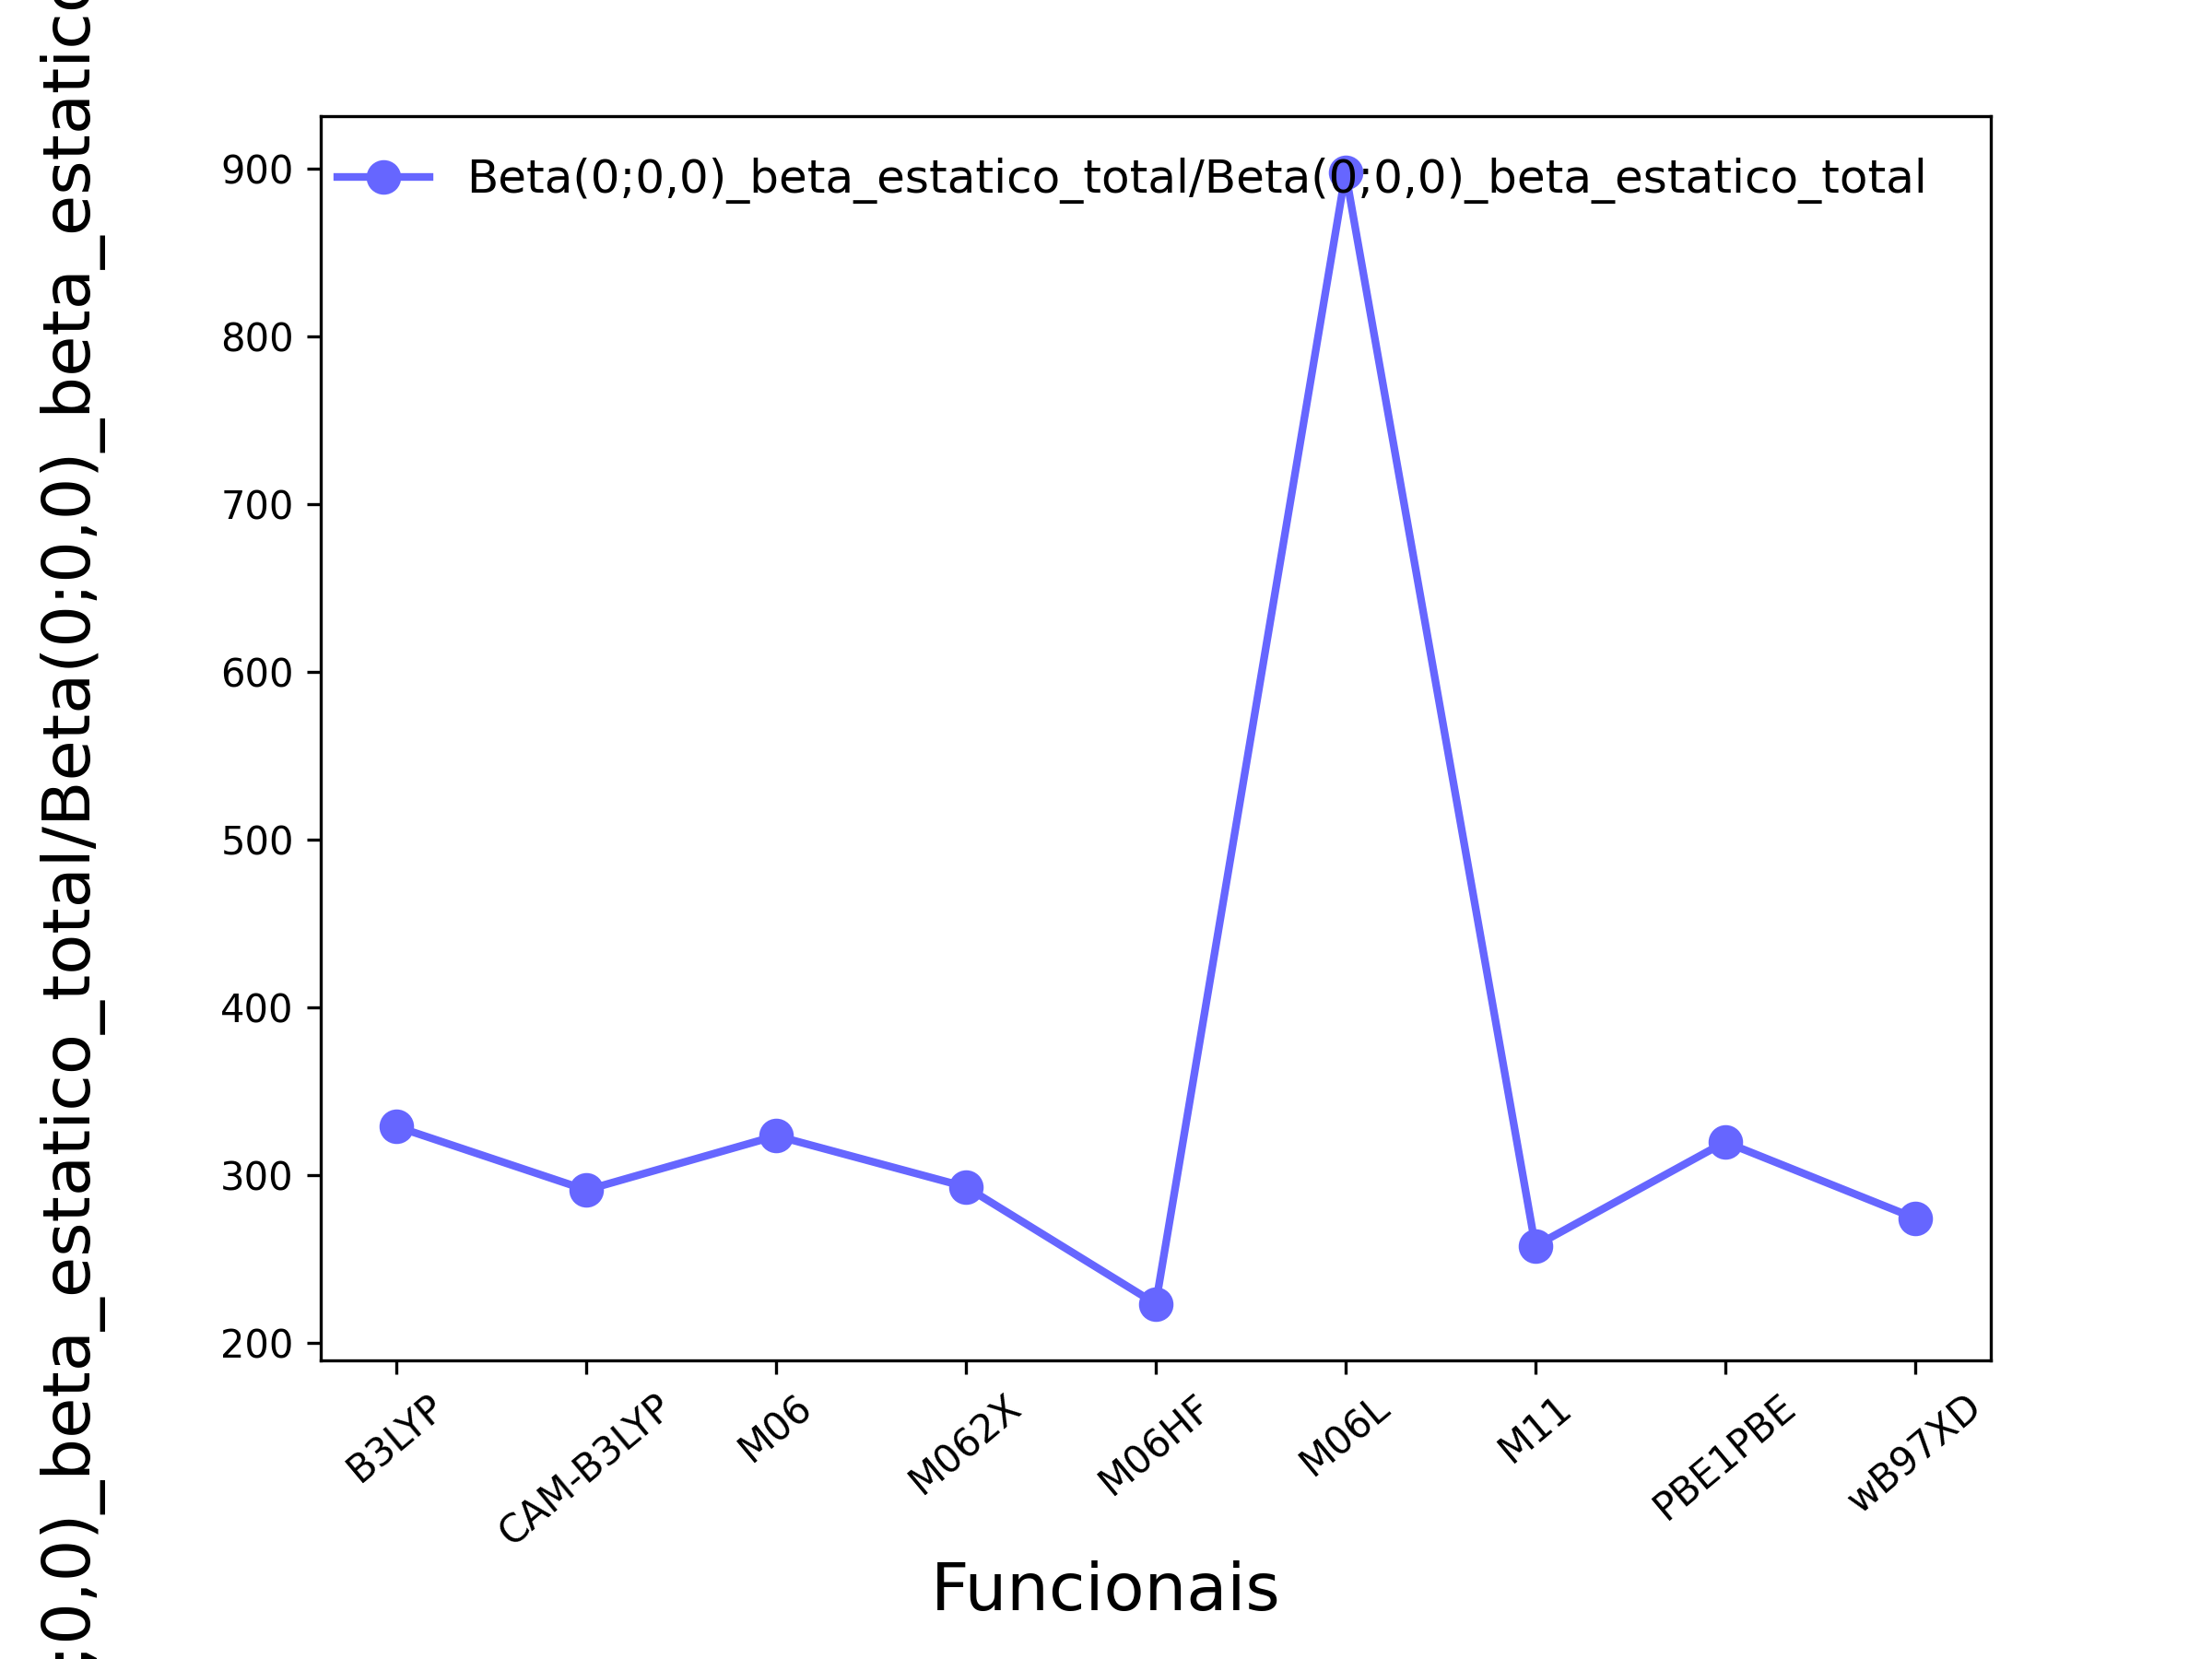 ;0,0)_beta_estatico_total/Beta(0;0,0)_beta_estatico
Beta(0;0,0)_beta_estatico_total/Beta(0;0,0)_beta_estatico_total
900
800
700
600
500
400
300
200
B3LYP
CAM-B3LYP
M06
M062X
M06HF
M06L
M11
PBE1PBE
wB97XD
Funcionais